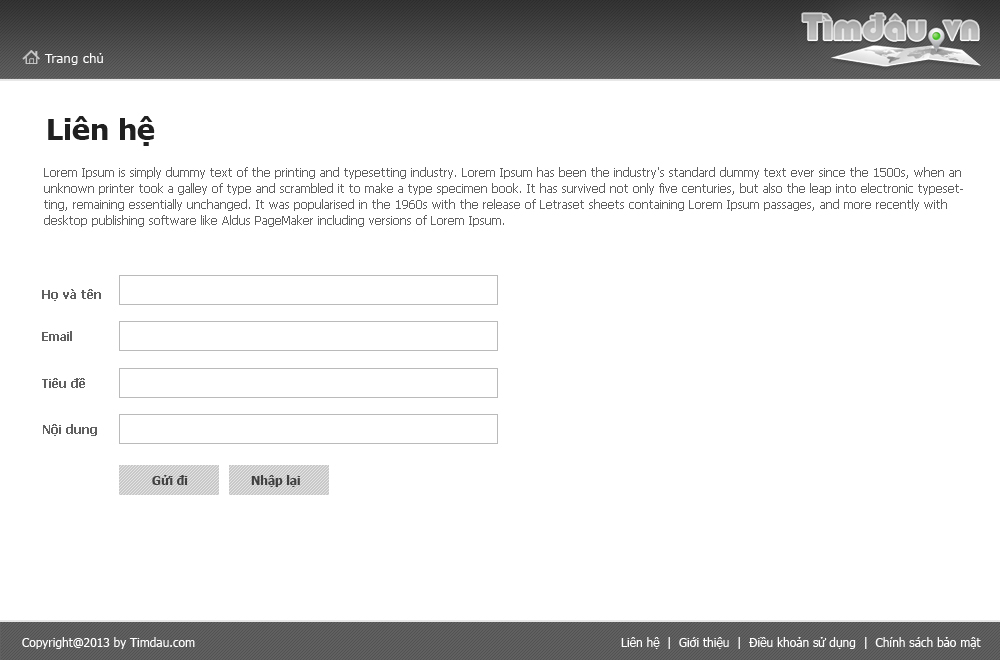 Tìmđâu.vn
Trang chủ
Liên hệ
Lorem Ipsum is simply dummy text of the printing and typesetting industry. Lorem Ipsum has been the industry's standard dummy text ever since the 1500s, when an
unknown printer took a galley of type and scrambled it to make a type specimen book. It has survived not only five centuries, but also the leap into electronic typeset-
ting, remaining essentially unchanged. It was popularised in the 1960s with the release of Letraset sheets containing Lorem Ipsum passages, and more recently with
desktop publishing software like Aldus PageMaker including versions of Lorem Ipsum.
Họ và tên
Email
Tiêu đề
Nội dung
Gửi đi Nhập lại
Copyright@2013 by Timdau.com Liên hệ | Giới thiệu | Điều khoản sử dụng | Chính sách bảo mật